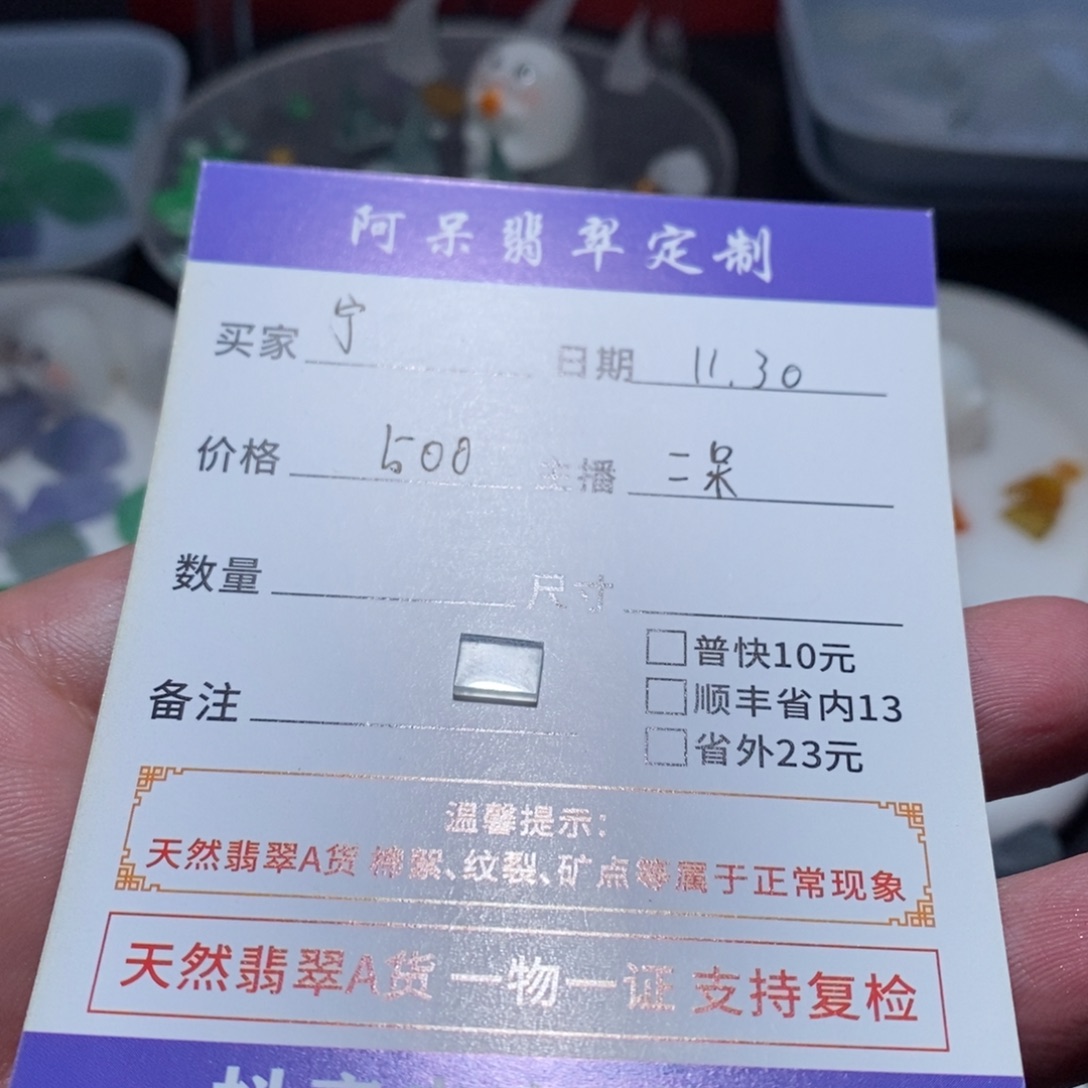 阿呆翡翠定制
买家 宁 日期 11.30
价格 500 主播 二呆
数量 尺寸
备注
普快10元
顺丰省内13
省外23元
温馨提示:
天然翡翠A货 棉絮、纹裂、矿点等属于正常现象
天然翡翠A货 一物一证 支持复检